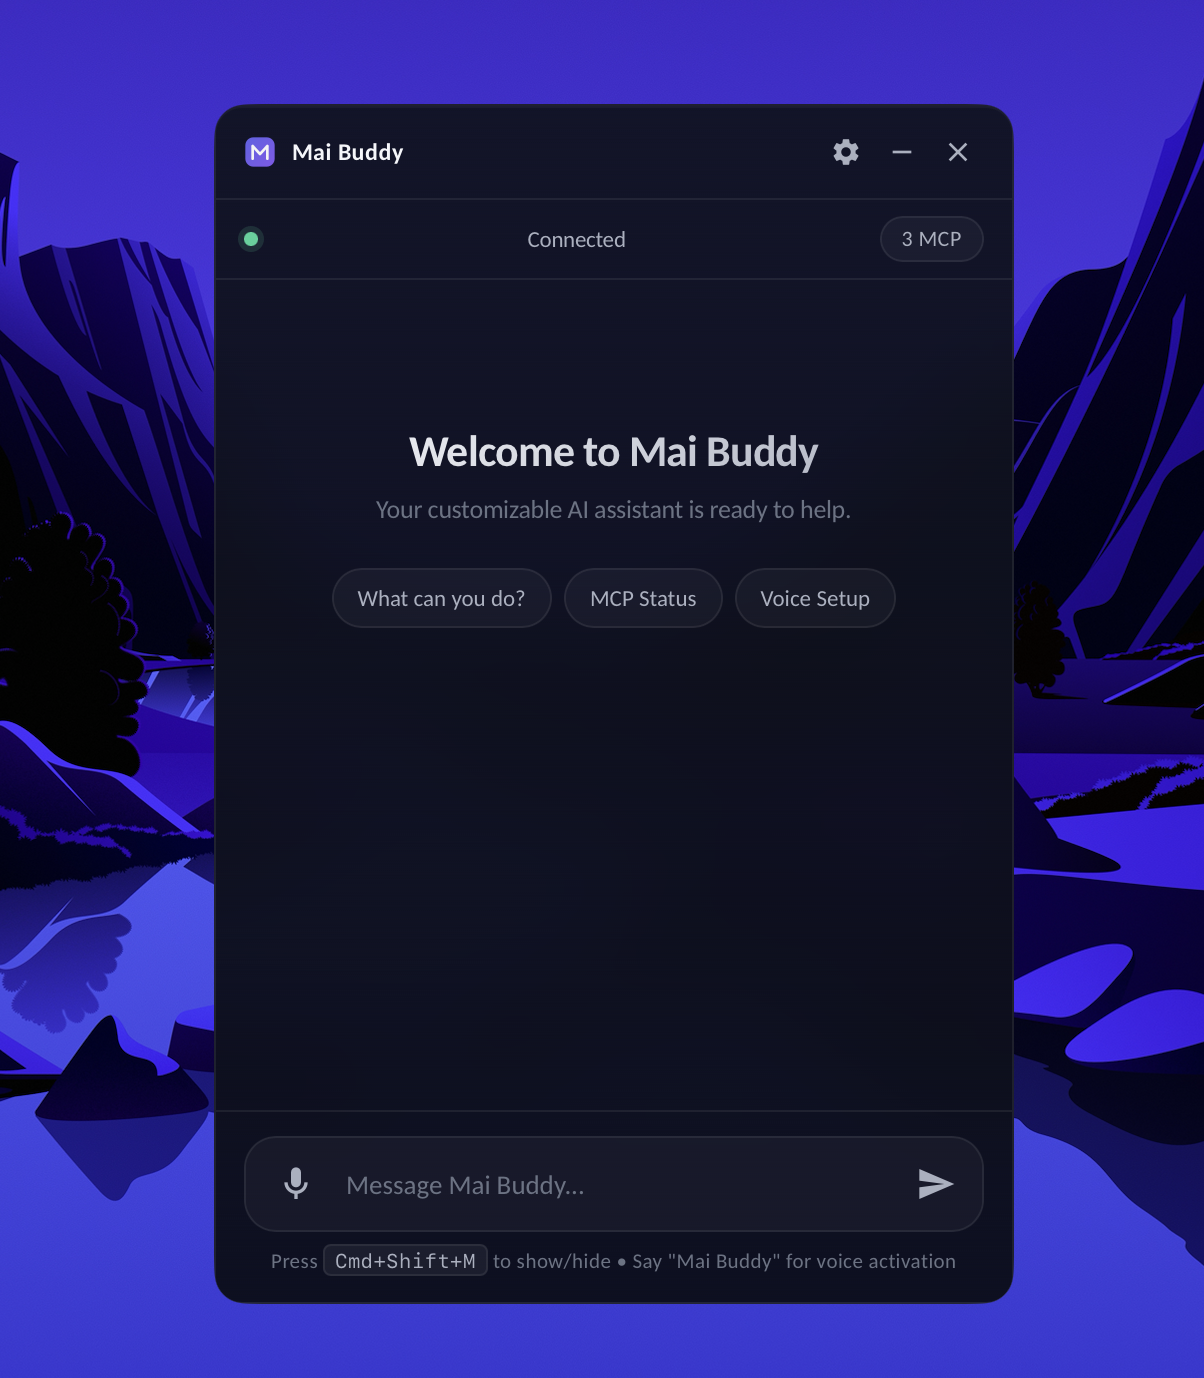 M Mai Buddy
Connected 3 MCP
Welcome to Mai Buddy
Your customizable AI assistant is ready to help.
What can you do? MCP Status Voice Setup
Message Mai Buddy...
Press Cmd+Shift+M to show/hide • Say "Mai Buddy" for voice activation